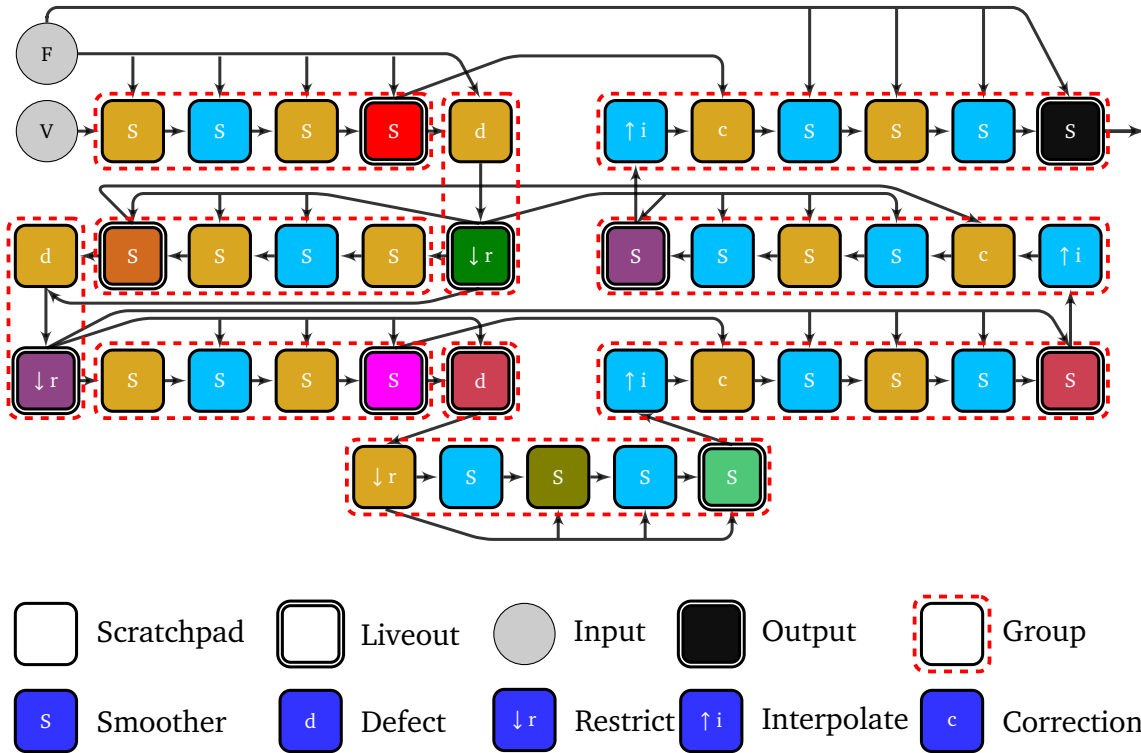 F
V S S S S d ↑ i c S S S S
d S S S S ↓ r S S S S c ↑ i
↓ r S S S S d ↑ i c S S S S
↓ r S S S S
Scratchpad Liveout Input Output Group
S Smoother d Defect ↓ r Restrict ↑ i Interpolate c Correction